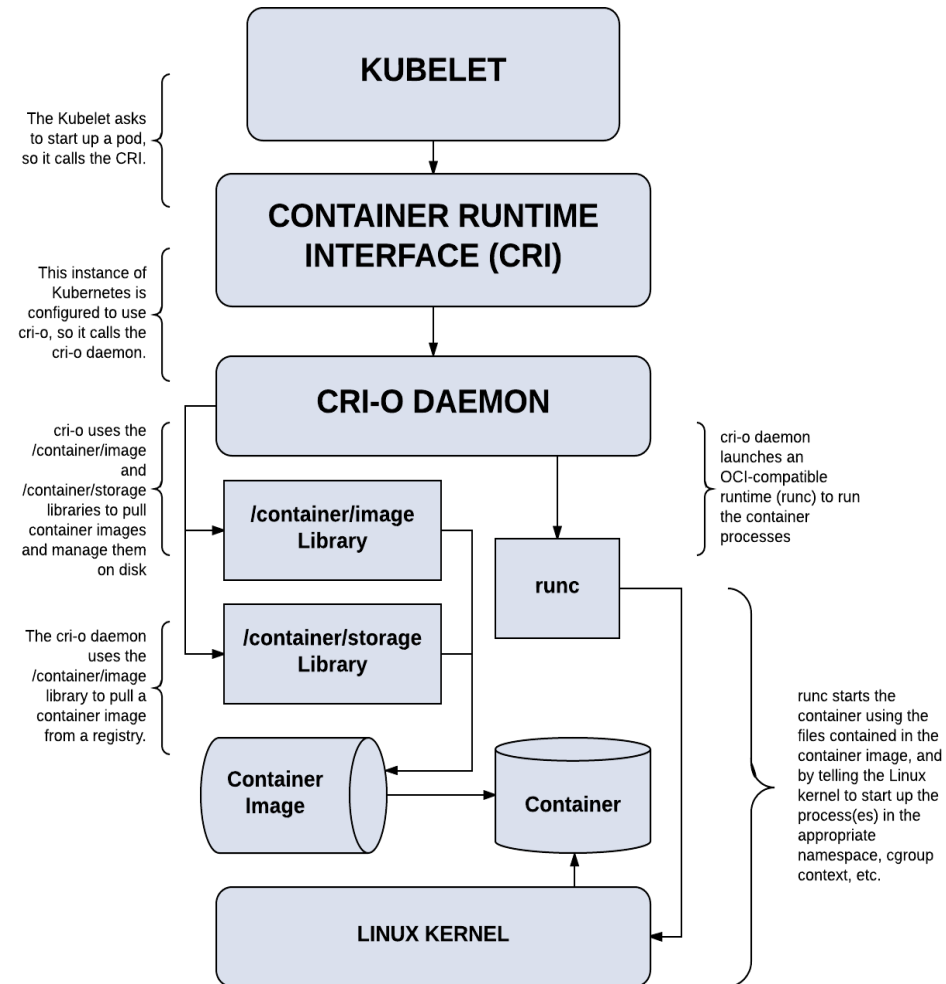 KUBELET
The Kubelet asks
to start up a pod,
so it calls the CRI.
CONTAINER RUNTIME
INTERFACE (CRI)
This instance of
Kubernetes is
configured to use
cri-o, so it calls the
cri-o daemon.
CRI-O DAEMON
cri-o uses the
/container/image
and
/container/storage
libraries to pull
container images
and manage them
on disk
cri-o daemon
launches an
OCI-compatible
runtime (runc) to run
the container
processes
/container/image
Library
runc
/container/storage
Library
The cri-o daemon
uses the
/container/image
library to pull a
container image
from a registry.
runc starts the
container using the
files contained in the
container image, and
by telling the Linux
kernel to start up the
process(es) in the
appropriate
namespace, cgroup
context, etc.
Container
Image
Container
LINUX KERNEL